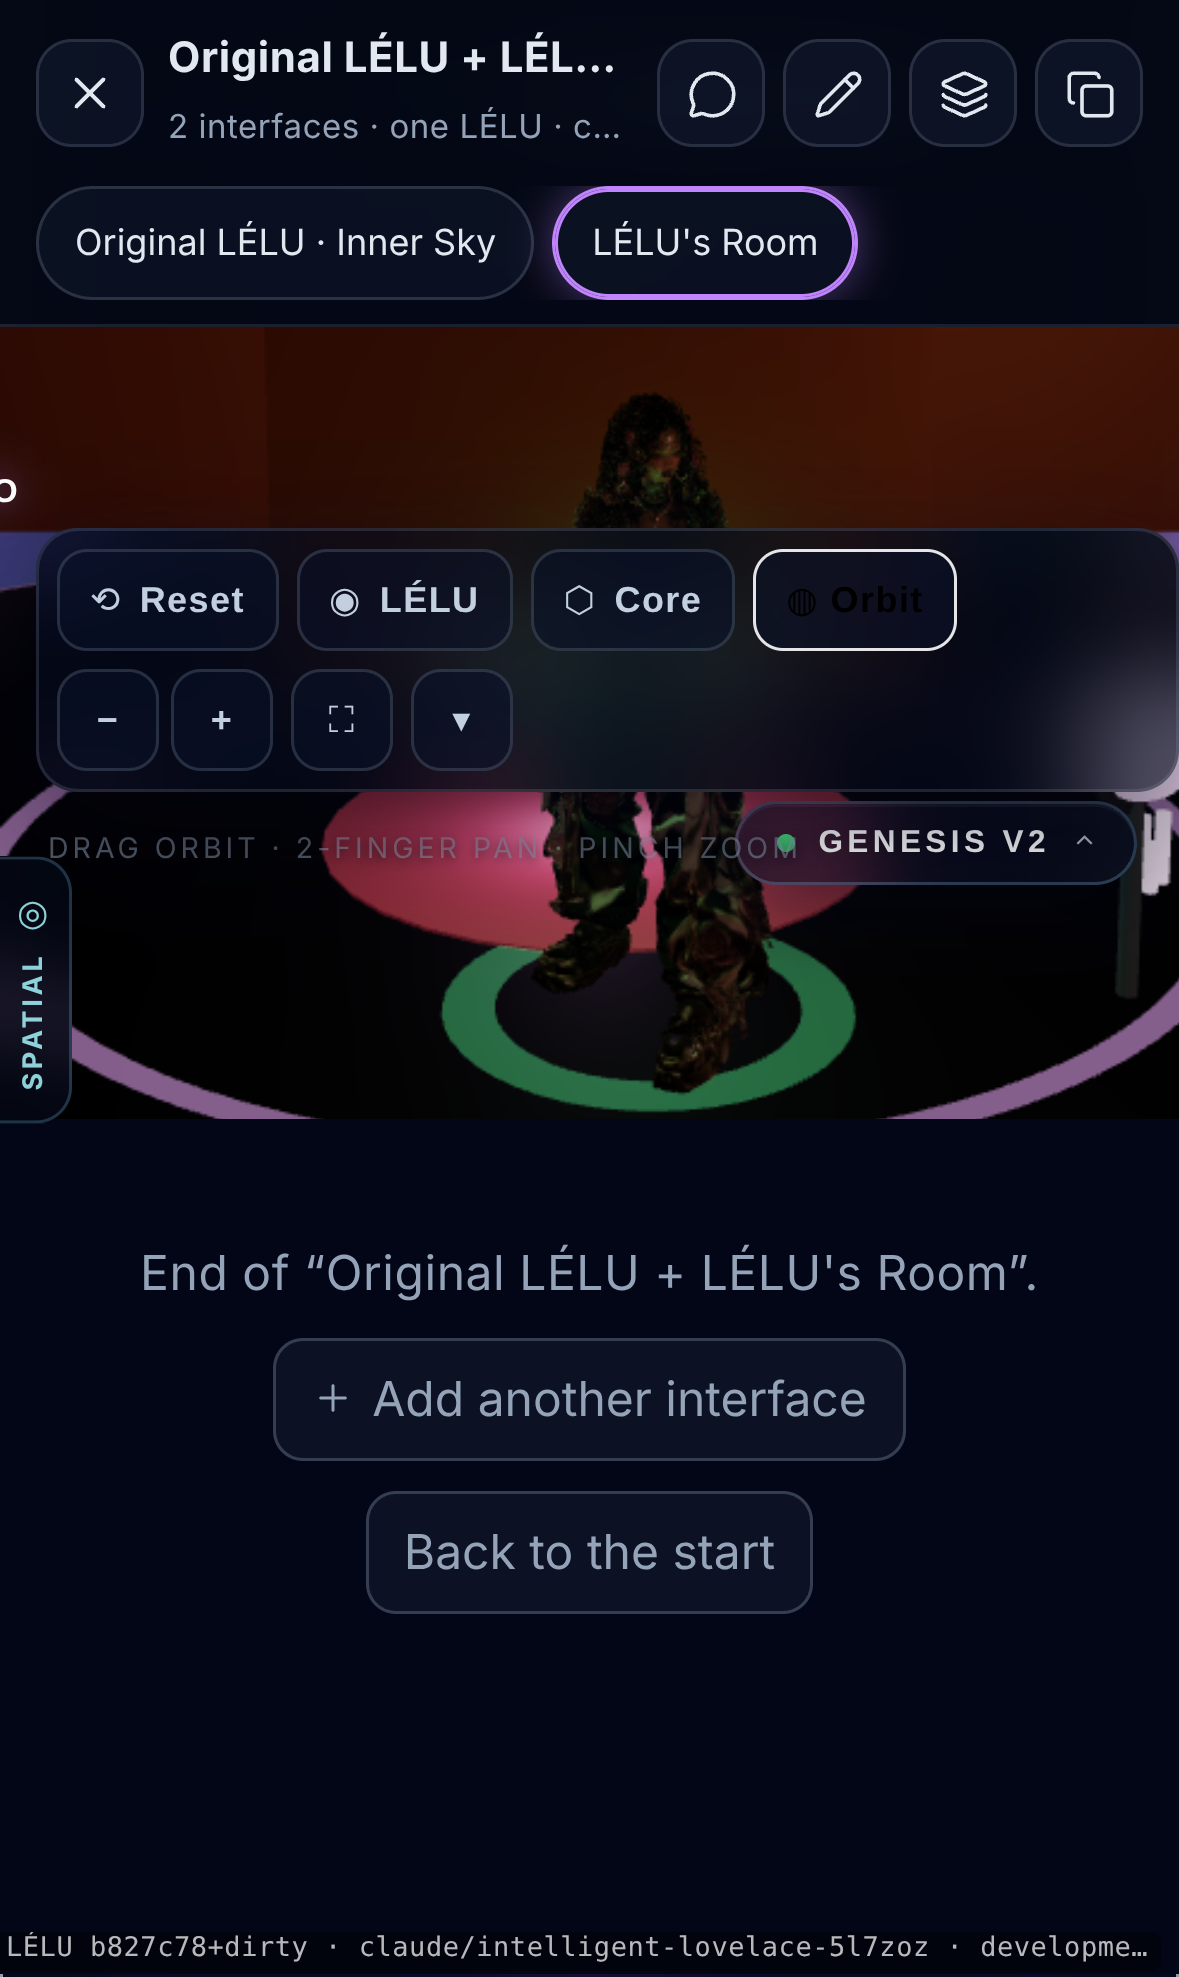 Original LÉLU + LÉL...
2 interfaces · one LÉLU · c...
Original LÉLU · Inner Sky
LÉLU's Room
o
⟲ Reset
◉ LÉLU
⬡ Core
◍ Orbit
− + ⛶ ▾
DRAG ORBIT · 2-FINGER PAN · PINCH ZOOM
GENESIS V2
SPATIAL ◎
End of “Original LÉLU + LÉLU's Room”.
+ Add another interface
Back to the start
LÉLU b827c78+dirty · claude/intelligent-lovelace-5l7zoz · developme…